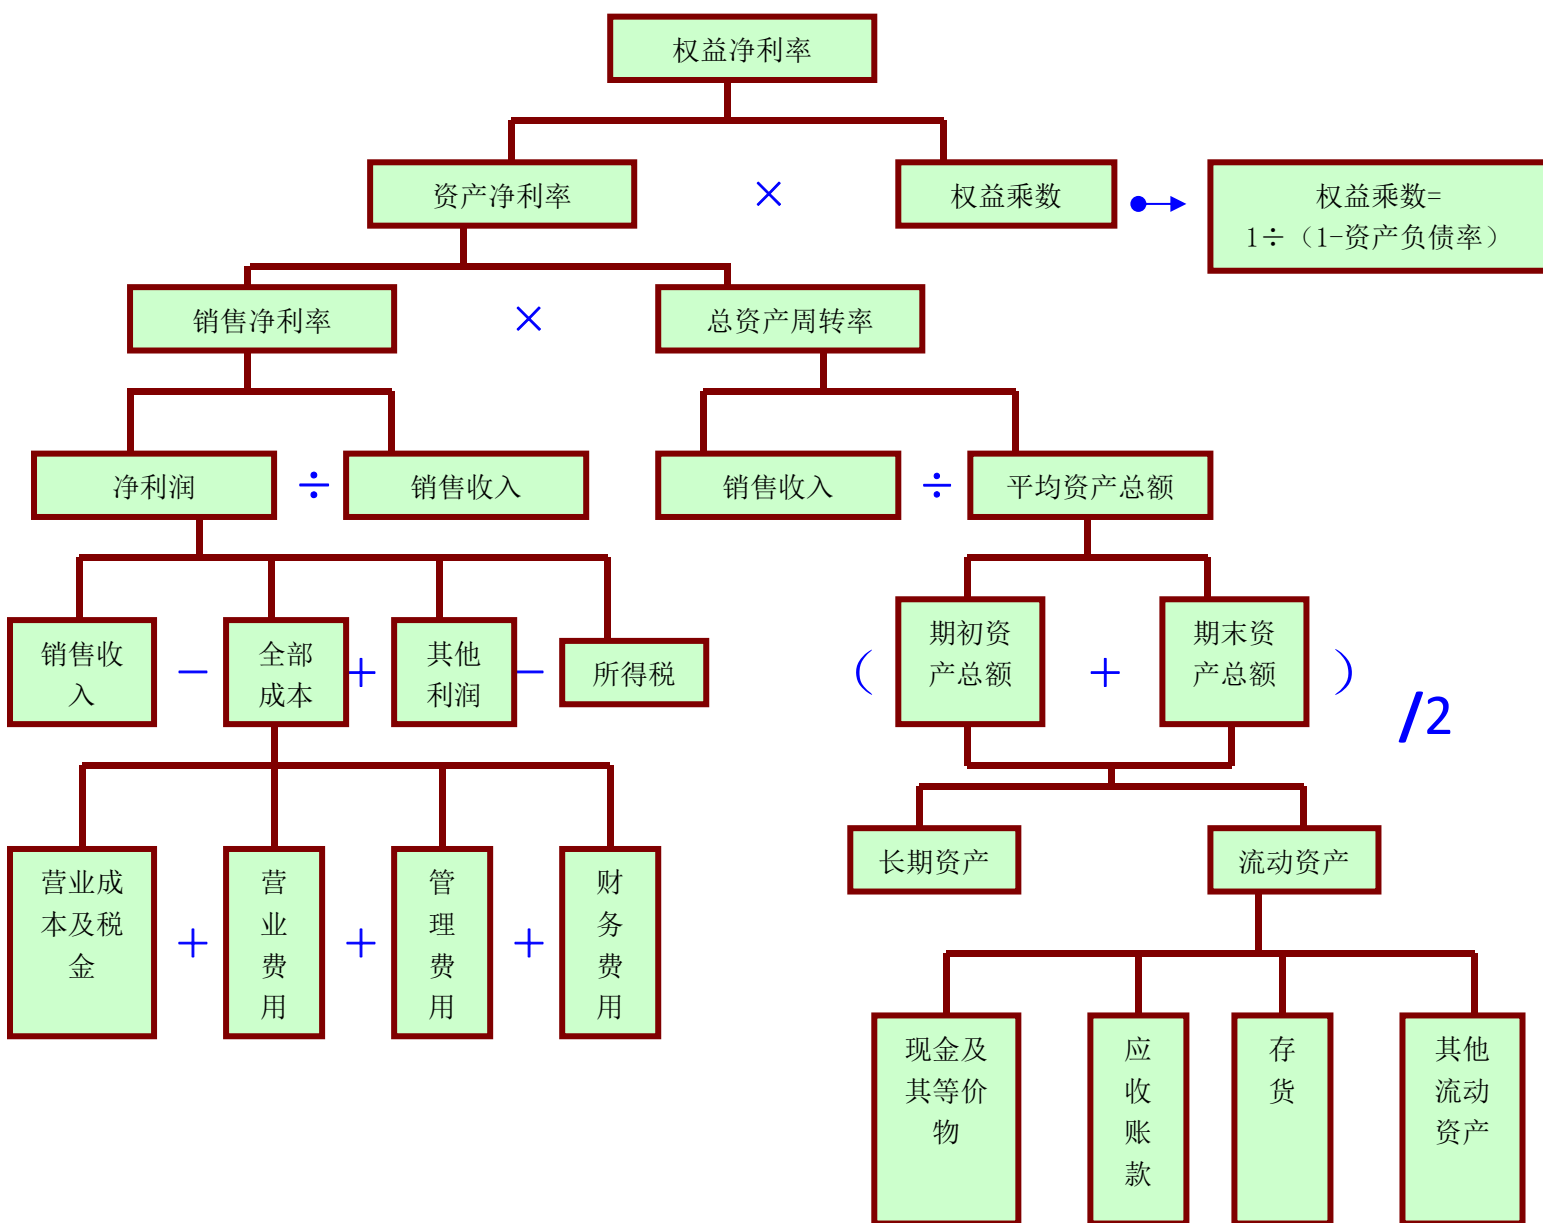 权益净利率
资产净利率
×
权益乘数
权益乘数=
1÷（1-资产负债率）
销售净利率
×
总资产周转率
净利润
÷
销售收入
销售收入
÷
平均资产总额
销售收
入
－
全部
成本
＋
其他
利润
－
所得税
（
期初资
产总额
＋
期末资
产总额
）
/2
营业成
本及税
金
＋
营
业
费
用
＋
管
理
费
用
＋
财
务
费
用
长期资产
流动资产
现金及
其等价
物
应
收
账
款
存
货
其他
流动
资产